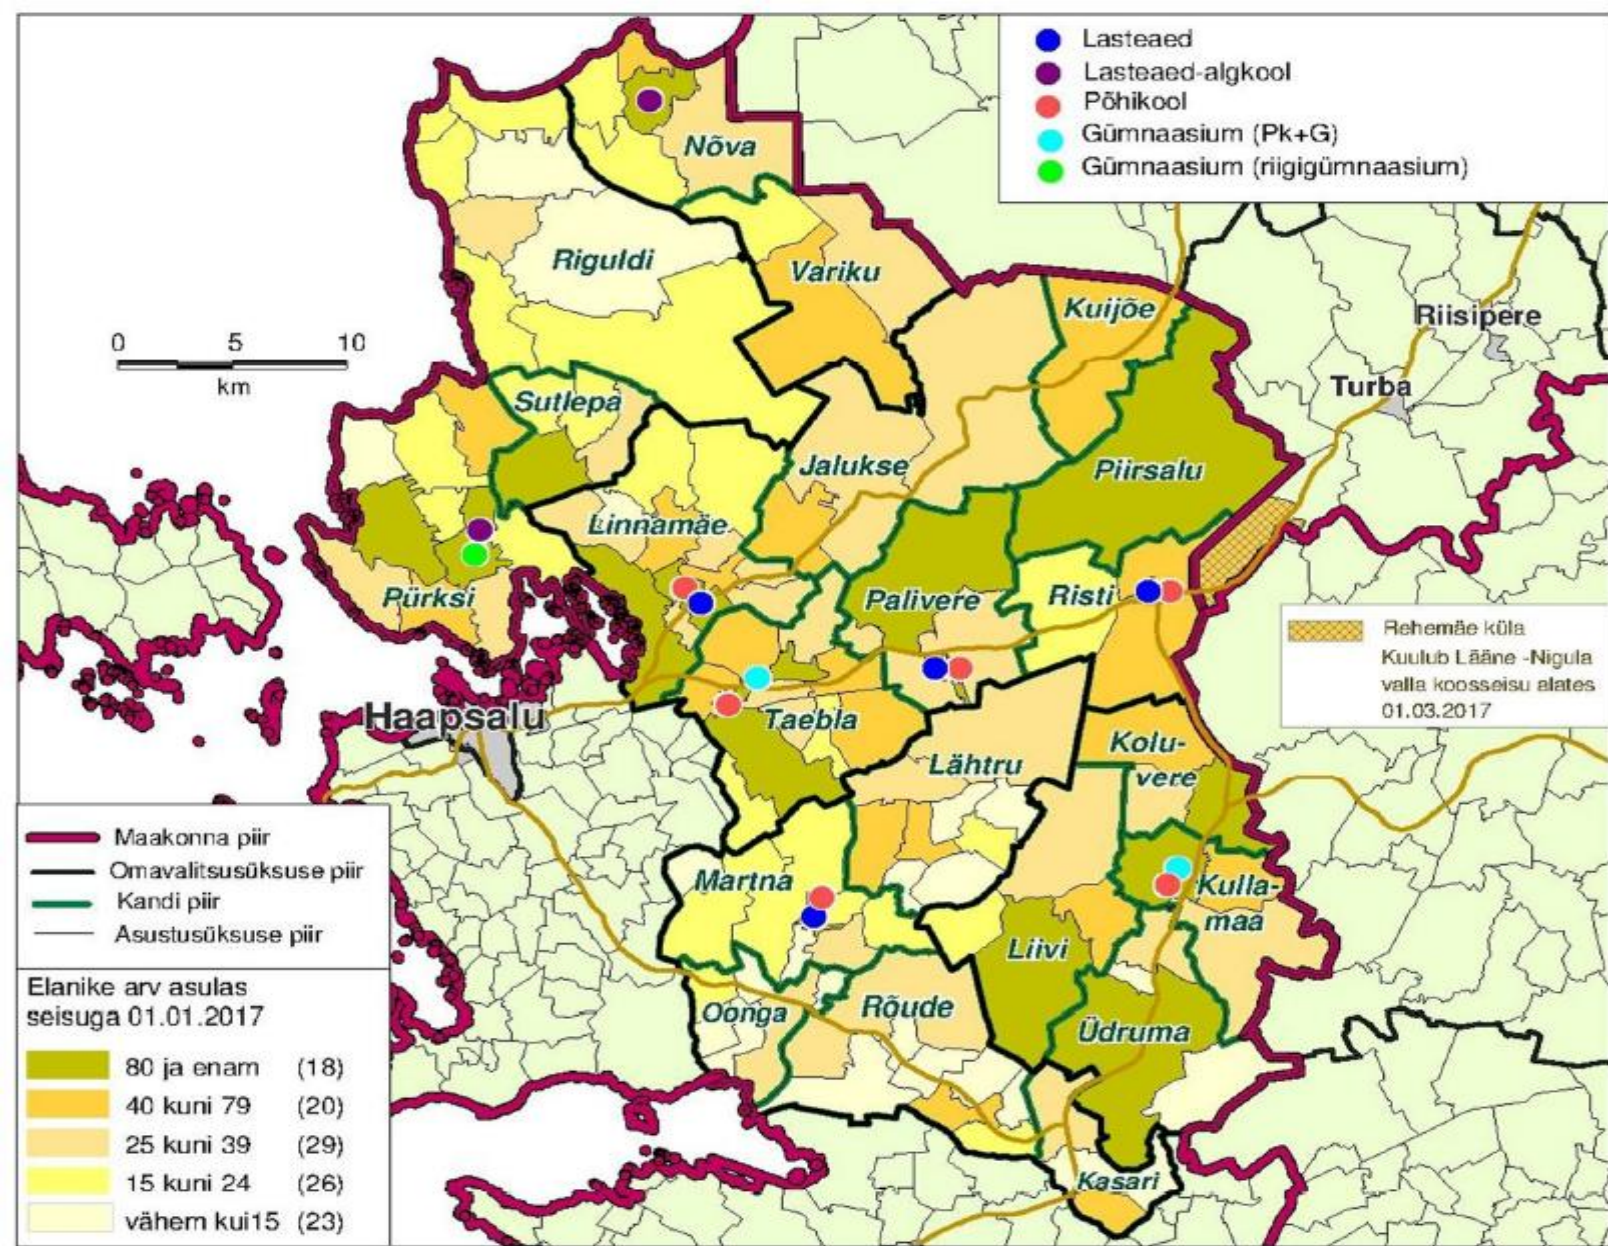 Lasteaed
Lasteaed-algkool
Põhikool
Gümnaasium (Pk+G)
Gümnaasium (riigigümnaasium)
Nõva
Riguldi
Variku
Kuijõe
Riisipere
0 5 10
km
Turba
Sutlepa
Jalukse
Piirsalu
Linnamäe
Pürksi
Palivere
Risti
Rehemäe küla
Kuulub Lääne -Nigula
valla koosseisu alates
01.03.2017
Haapsalu
Taebla
Lähtru
Kolu-
vere
Maakonna piir
Omavalitsusüksuse piir
Kandi piir
Asustusüksuse piir
Martna
Kulla-
maa
Liivi
Oonga
Rõude
Üdruma
Kasari
Elanike arv asulas
seisuga 01.01.2017
80 ja enam (18)
40 kuni 79 (20)
25 kuni 39 (29)
15 kuni 24 (26)
vähem kui15 (23)